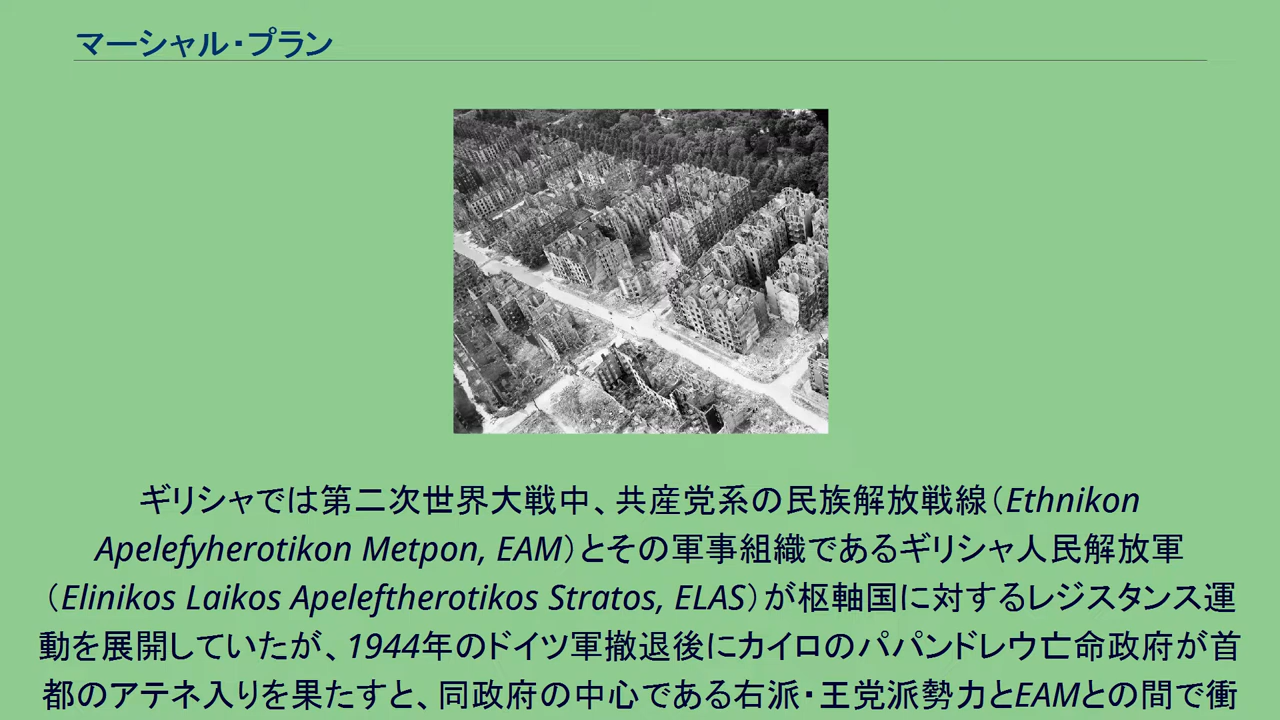 マーシャル・プラン
ギリシャでは第二次世界大戦中、共産党系の民族解放戦線（Ethnikon
Apelefyherotikon Metpon, EAM）とその軍事組織であるギリシャ人民解放軍
（Elinikos Laikos Apeleftherotikos Stratos, ELAS）が枢軸国に対するレジスタンス運
動を展開していたが、1944年のドイツ軍撤退後にカイロのパパンドレウ亡命政府が首
都のアテネ入りを果たすと、同政府の中心である右派・王党派勢力とEAMとの間で衝